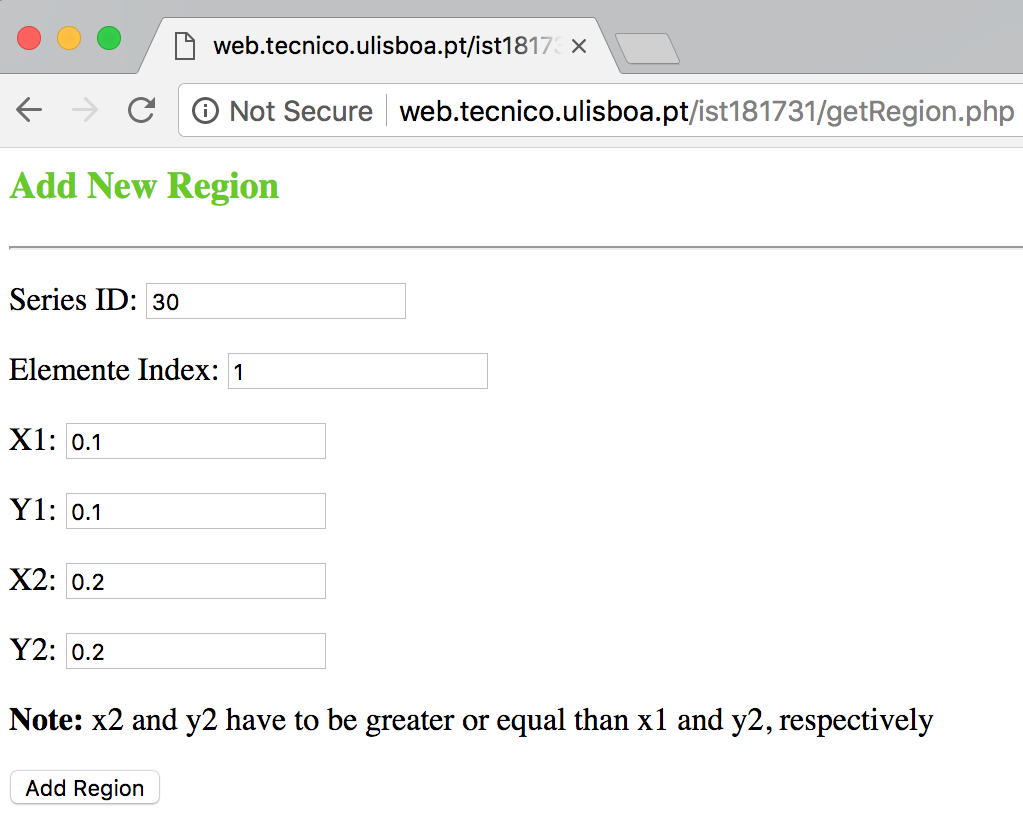 web.tecnico.ulisboa.pt/ist18173
Not Secure web.tecnico.ulisboa.pt/ist181731/getRegion.php
Add New Region
Series ID: 30
Elemente Index: 1
X1: 0.1
Y1: 0.1
X2: 0.2
Y2: 0.2
Note: x2 and y2 have to be greater or equal than x1 and y2, respectively
Add Region